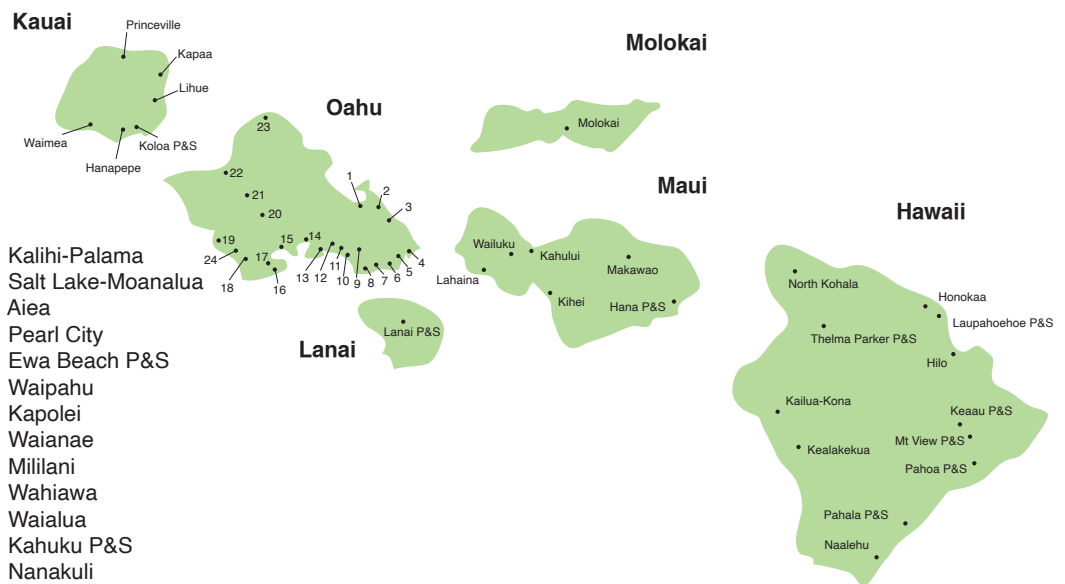 Kauai
Princeville
Kapaa
Lihue
Waimea
Hanapepe
Koloa P&S
Oahu
23
22
21
20
19
24
18
17
16
15
14
13
12
11
10
9
8
7
6
5
4
3
2
1
Molokai
Molokai
Maui
Wailuku
Kahului
Lahaina
Kihei
Makawao
Hana P&S
Lanai
Lanai P&S
Hawaii
North Kohala
Honokaa
Laupahoehoe P&S
Thelma Parker P&S
Hilo
Kailua-Kona
Keaau P&S
Mt View P&S
Kealakekua
Pahoa P&S
Pahala P&S
Naalehu
Kalihi-Palama
Salt Lake-Moanalua
Aiea
Pearl City
Ewa Beach P&S
Waipahu
Kapolei
Waianae
Mililani
Wahiawa
Waialua
Kahuku P&S
Nanakuli